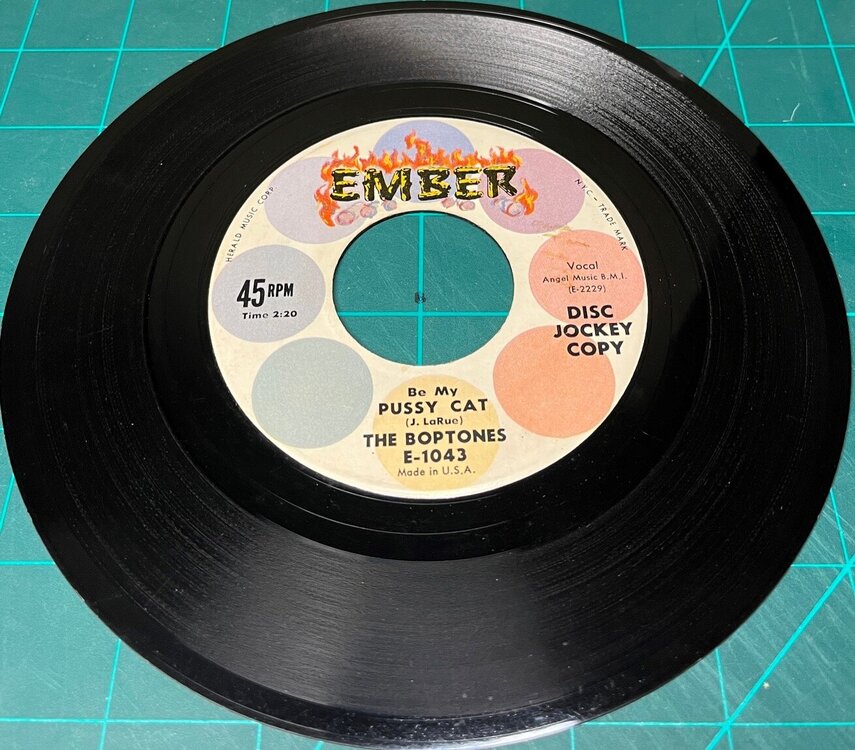 EMBER
HERALD MUSIC CORP.
N.Y.C. - TRADE MARK
45 RPM
Time 2:20
Vocal
Angel Music B.M.I.
(E-2229)
DISC
JOCKEY
COPY
Be My
PUSSY CAT
(J. LaRue)
THE BOPTONES
E-1043
Made in U.S.A.